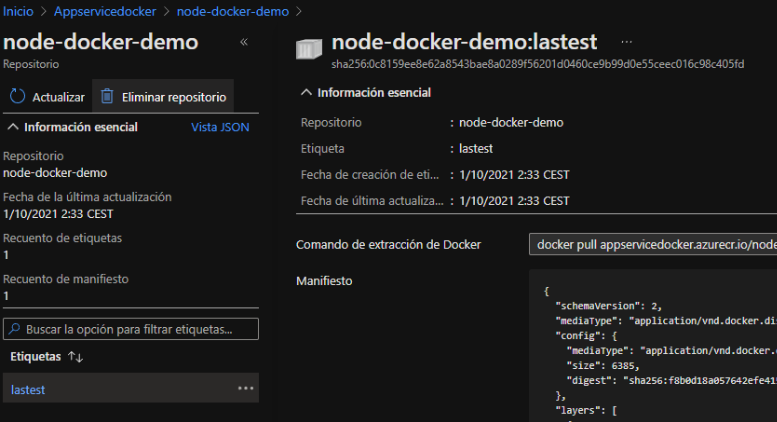 Inicio > Appservicedocker > node-docker-demo >
node-docker-demo «
Repositorio
Actualizar Eliminar repositorio
Información esencial Vista JSON
Repositorio
node-docker-demo
Fecha de la última actualización
1/10/2021 2:33 CEST
Recuento de etiquetas
1
Recuento de manifiesto
1
Buscar la opción para filtrar etiquetas...
Etiquetas ↑↓
lastest ...
node-docker-demo:lastest ...
sha256:0c8159ee8e62a8543bae8a0289f56201d0460ce9b99d0e55ceec016c98c405fd
Información esencial
Repositorio : node-docker-demo
Etiqueta : lastest
Fecha de creación de eti... : 1/10/2021 2:33 CEST
Fecha de última actualiza... : 1/10/2021 2:33 CEST
Comando de extracción de Docker docker pull appservicedocker.azurecr.io/node
Manifiesto
{
"schemaVersion": 2,
"mediaType": "application/vnd.docker.di
"config": {
"mediaType": "application/vnd.docker.
"size": 6385,
"digest": "sha256:f8b0d18a057642efe41
},
"layers": [